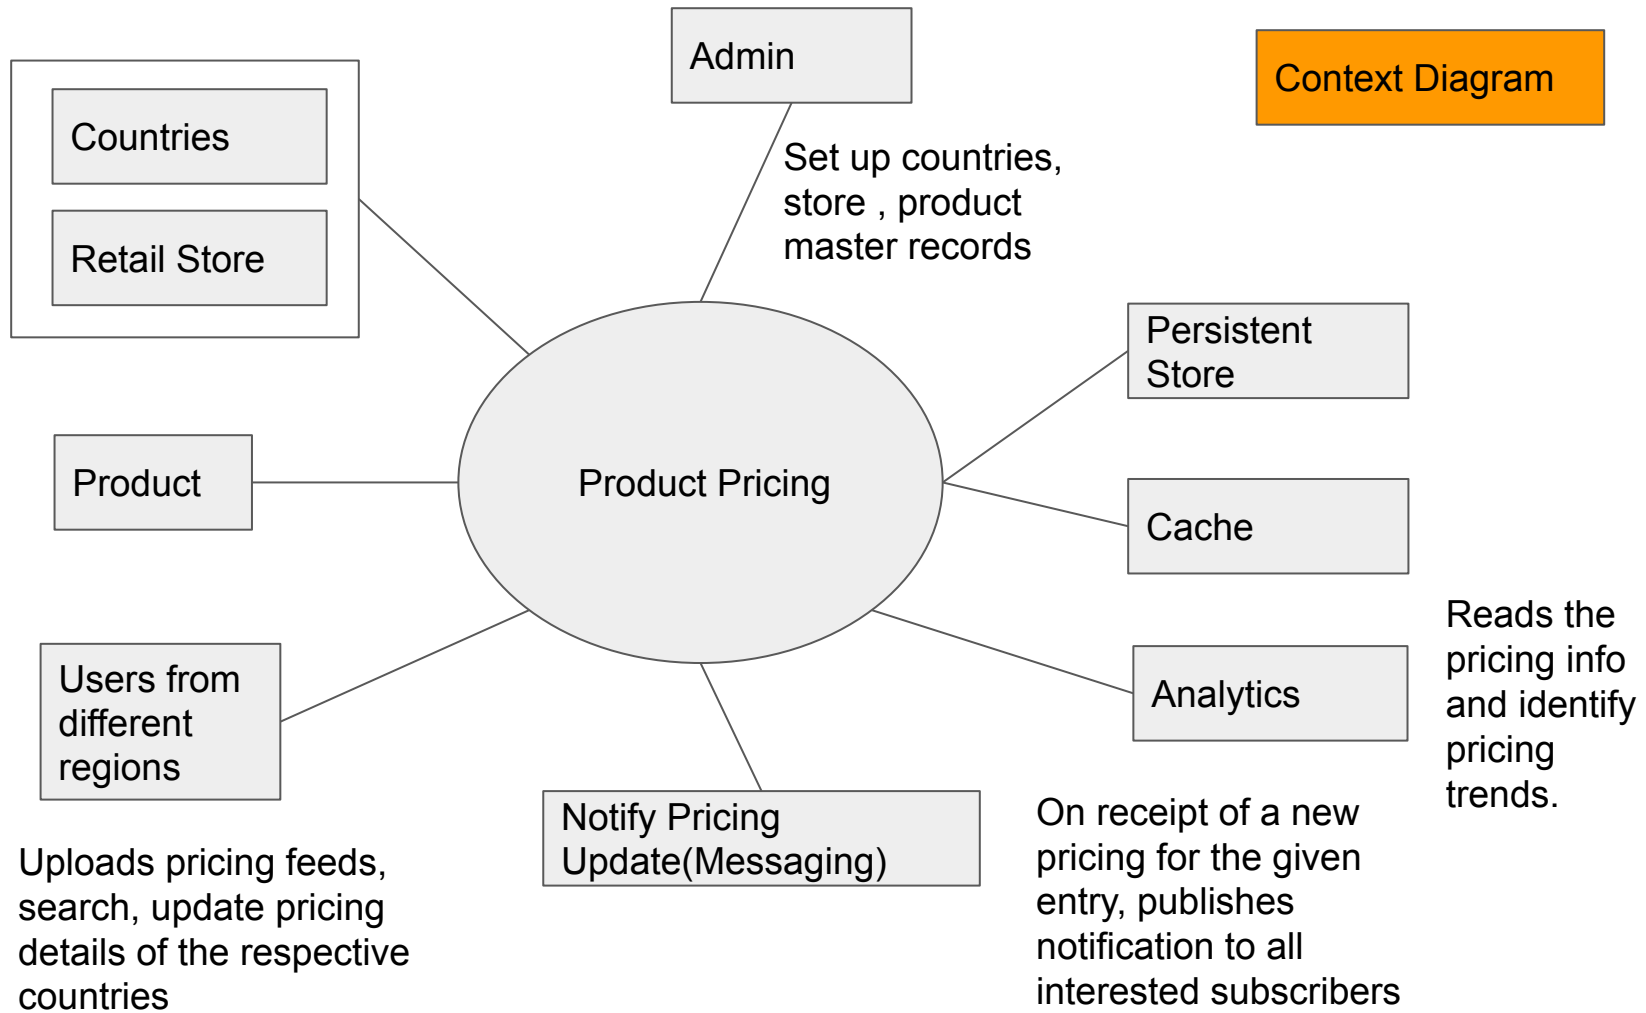 Admin
Context Diagram
Countries
Retail Store
Set up countries,
store , product
master records
Persistent
Store
Product
Product Pricing
Cache
Users from
different
regions
Analytics
Reads the
pricing info
and identify
pricing
trends.
Notify Pricing
Update(Messaging)
On receipt of a new
pricing for the given
entry, publishes
notification to all
interested subscribers
Uploads pricing feeds,
search, update pricing
details of the respective
countries